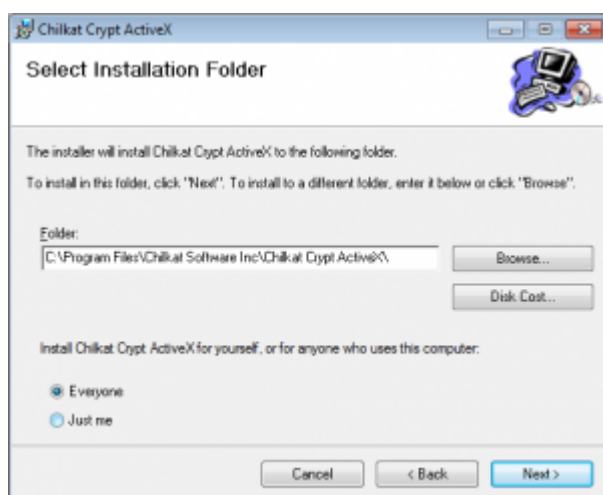 Chilkat Crypt ActiveX
Select Installation Folder
The installer will install Chilkat Crypt ActiveX to the following folder.
To install in this folder, click "Next". To install to a different folder, enter it below or click "Browse".
Folder:
C:\Program Files\Chilkat Software Inc\Chilkat Crypt ActiveX\
Browse...
Disk Cost...
Install Chilkat Crypt ActiveX for yourself, or for anyone who uses this computer:
Everyone
Just me
Cancel
< Back
Next >